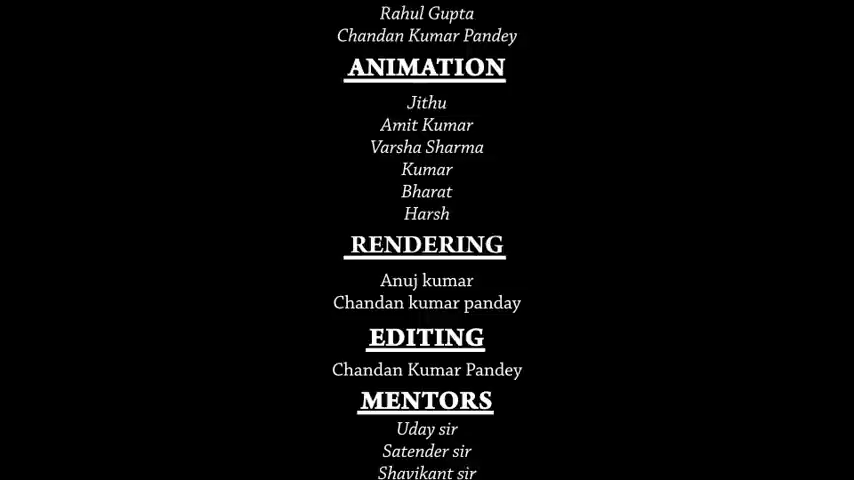 Rahul Gupta
Chandan Kumar Pandey
ANIMATION
Jithu
Amit Kumar
Varsha Sharma
Kumar
Bharat
Harsh
RENDERING
Anuj kumar
Chandan kumar panday
EDITING
Chandan Kumar Pandey
MENTORS
Uday sir
Satender sir
Shavikant sir